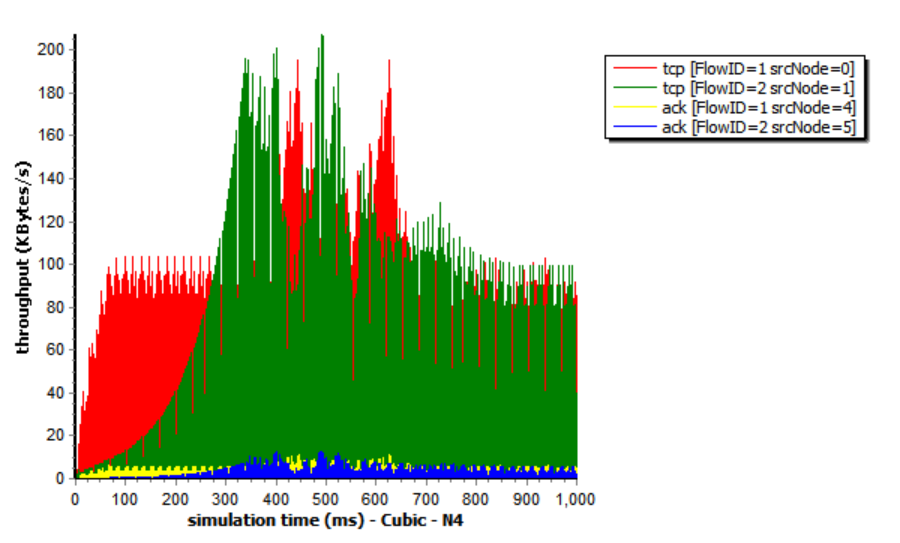 throughput (KBytes/s)
200
180
160
140
120
100
80
60
40
20
0
0 100 200 300 400 500 600 700 800 900 1,000
simulation time (ms) - Cubic - N4
tcp [FlowID=1 srcNode=0]
tcp [FlowID=2 srcNode=1]
ack [FlowID=1 srcNode=4]
ack [FlowID=2 srcNode=5]